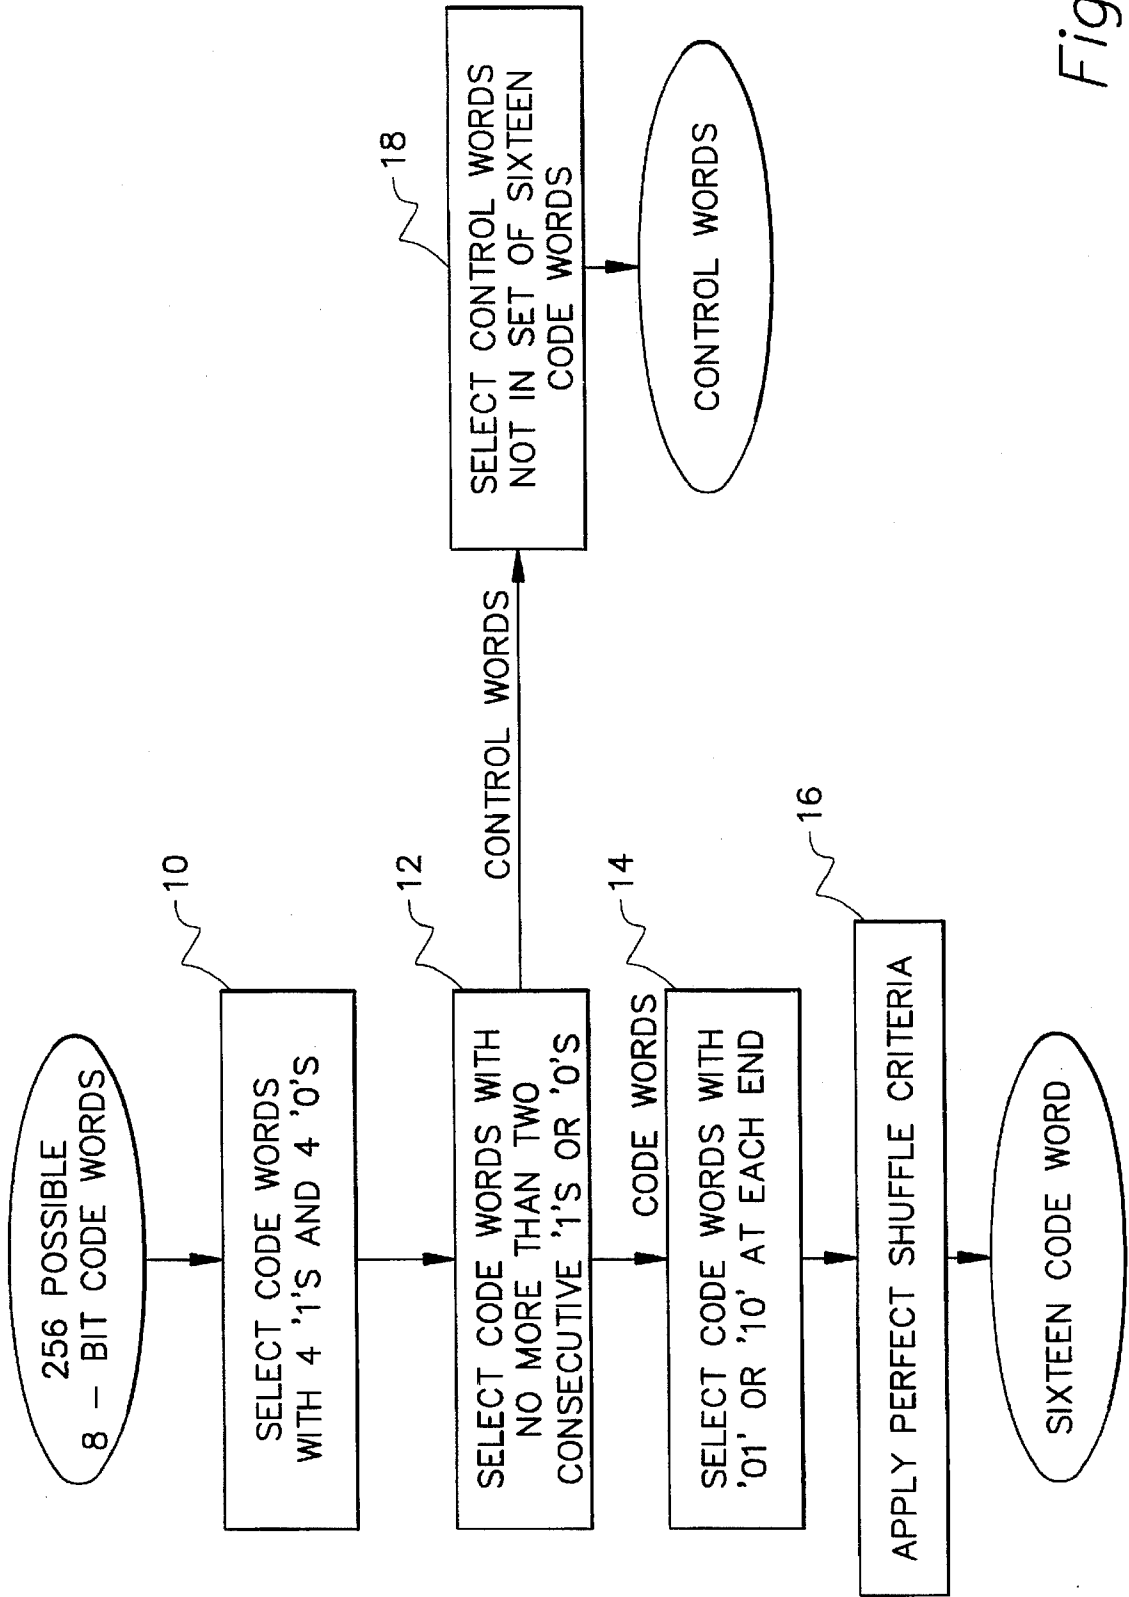 256 POSSIBLE
8 – BIT CODE WORDS
10
SELECT CODE WORDS
WITH 4 '1'S AND 4 '0'S
12
SELECT CODE WORDS WITH
NO MORE THAN TWO
CONSECUTIVE '1'S OR '0'S
CONTROL WORDS
18
SELECT CONTROL WORDS
NOT IN SET OF SIXTEEN
CODE WORDS
CONTROL WORDS
CODE WORDS
14
SELECT CODE WORDS WITH
'01' OR '10' AT EACH END
16
APPLY PERFECT SHUFFLE CRITERIA
SIXTEEN CODE WORD
Fig